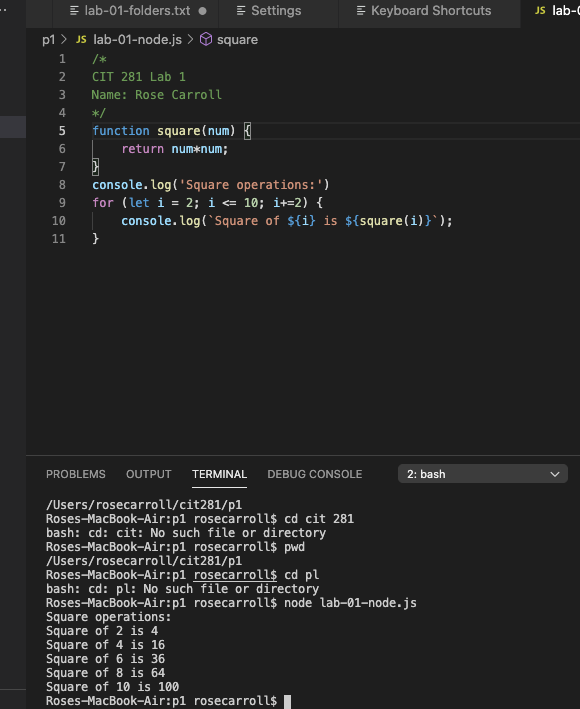 lab-01-folders.txt Settings Keyboard Shortcuts JS lab-0
p1 > JS lab-01-node.js > square
1 /*
2 CIT 281 Lab 1
3 Name: Rose Carroll
4 */
5 function square(num) {
6 return num*num;
7 }
8 console.log('Square operations:')
9 for (let i = 2; i <= 10; i+=2) {
10 console.log(`Square of ${i} is ${square(i)}`);
11 }
PROBLEMS OUTPUT TERMINAL DEBUG CONSOLE 2: bash
/Users/rosecarroll/cit281/p1
Roses-MacBook-Air:p1 rosecarroll$ cd cit 281
bash: cd: cit: No such file or directory
Roses-MacBook-Air:p1 rosecarroll$ pwd
/Users/rosecarroll/cit281/p1
Roses-MacBook-Air:p1 rosecarroll$ cd pl
bash: cd: pl: No such file or directory
Roses-MacBook-Air:p1 rosecarroll$ node lab-01-node.js
Square operations:
Square of 2 is 4
Square of 4 is 16
Square of 6 is 36
Square of 8 is 64
Square of 10 is 100
Roses-MacBook-Air:p1 rosecarroll$